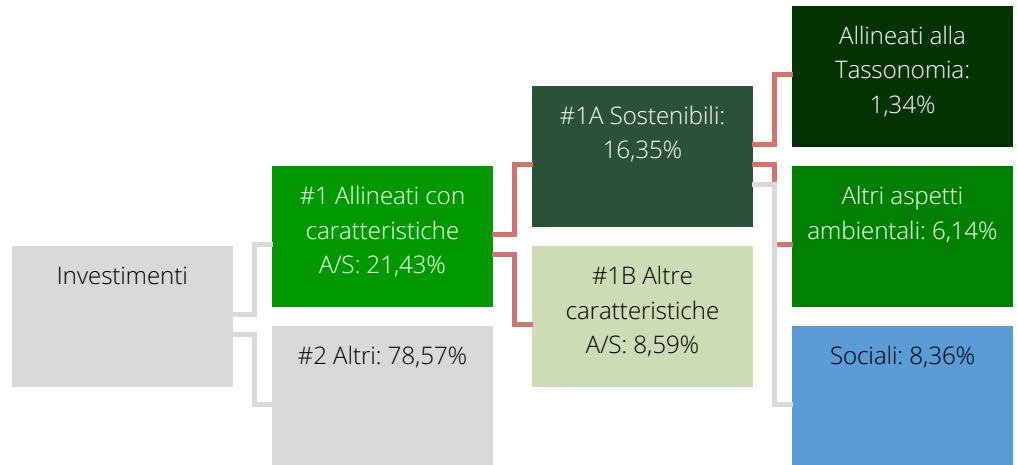 Investimenti
#1 Allineati con
caratteristiche
A/S: 21,43%
#2 Altri: 78,57%
#1A Sostenibili:
16,35%
#1B Altre
caratteristiche
A/S: 8,59%
Allineati alla
Tassonomia:
1,34%
Altri aspetti
ambientali: 6,14%
Sociali: 8,36%